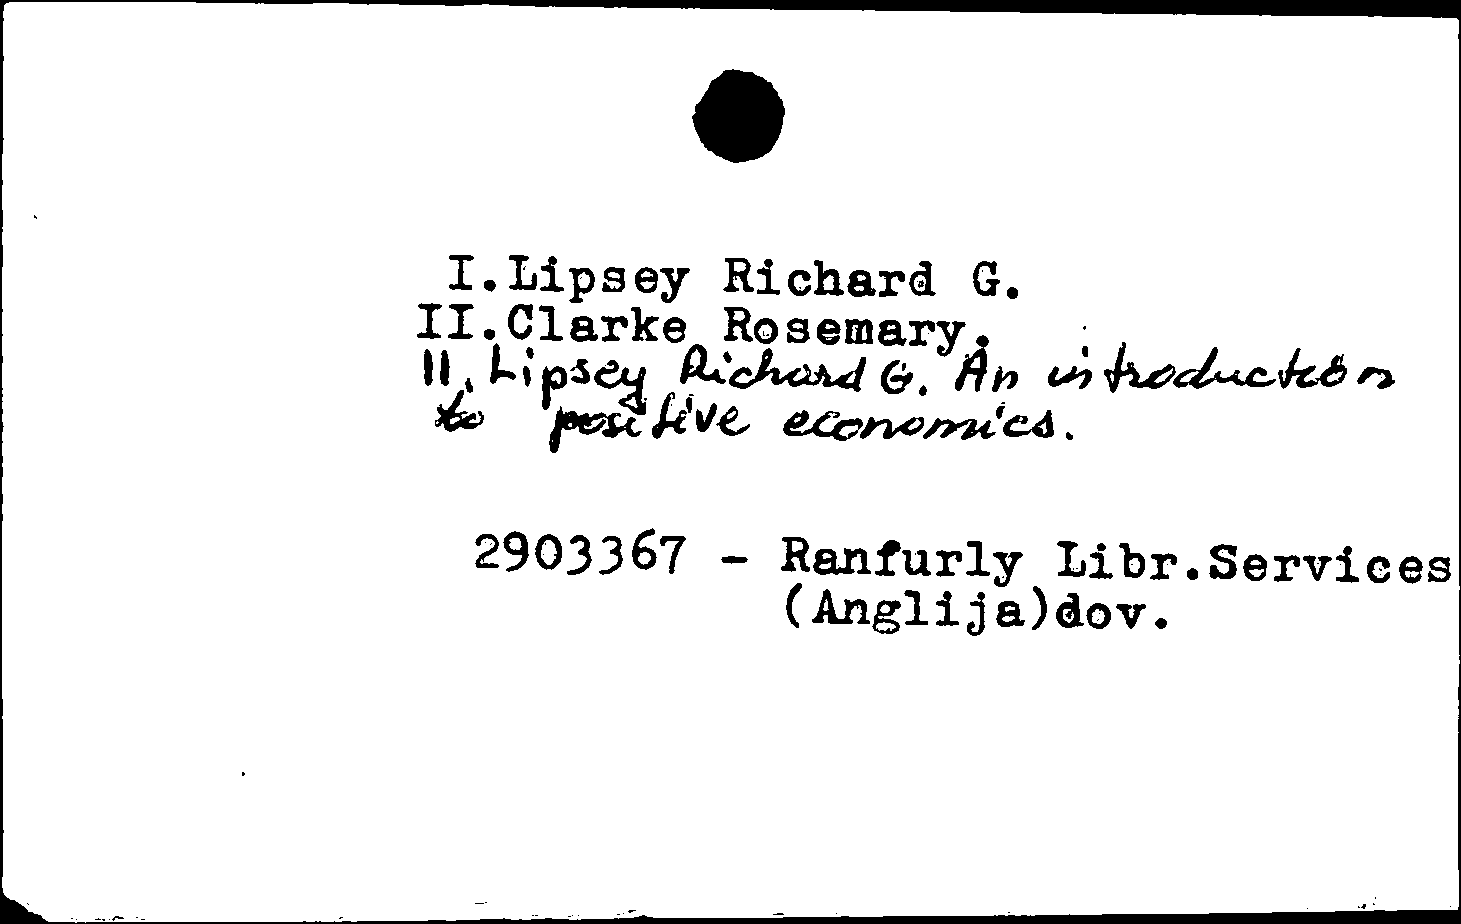 I.Lipsey Richard G.
II.Clarke Rosemary.
II. Lipsey Richard G. An introduction
to positive economics.
2903367 - Ranfurly Libr.Services
(Anglija)dov.